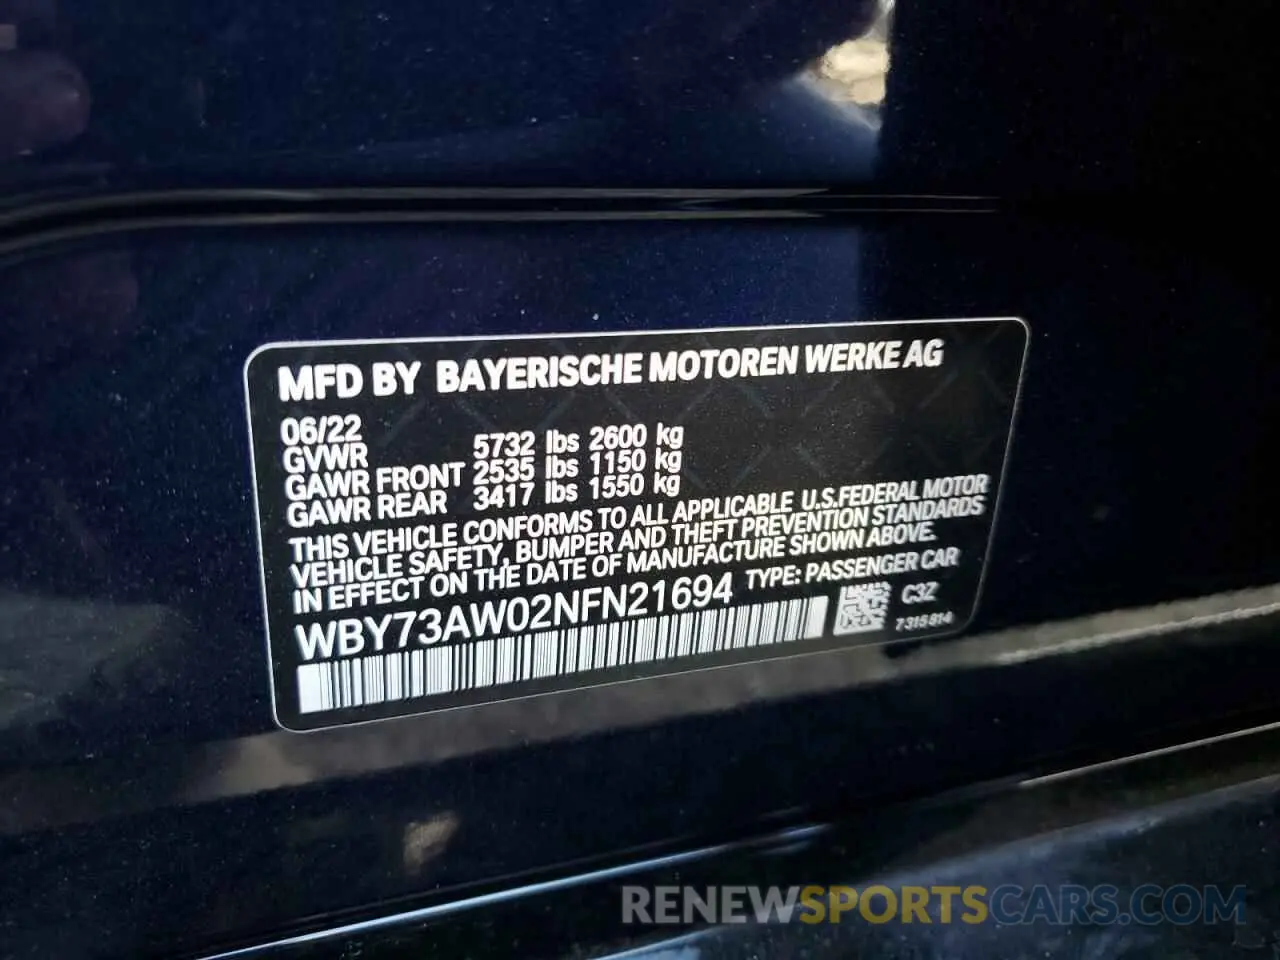 MFD BY BAYERISCHE MOTOREN WERKE AG
06/22
GVWR 5732 lbs 2600 kg
GAWR FRONT 2535 lbs 1150 kg
GAWR REAR 3417 lbs 1550 kg
THIS VEHICLE CONFORMS TO ALL APPLICABLE U.S.FEDERAL MOTOR
VEHICLE SAFETY, BUMPER AND THEFT PREVENTION STANDARDS
IN EFFECT ON THE DATE OF MANUFACTURE SHOWN ABOVE.
WBY73AW02NFN21694 TYPE: PASSENGER CAR
C3Z
7315814
RENEWSPORTSCARS.COM